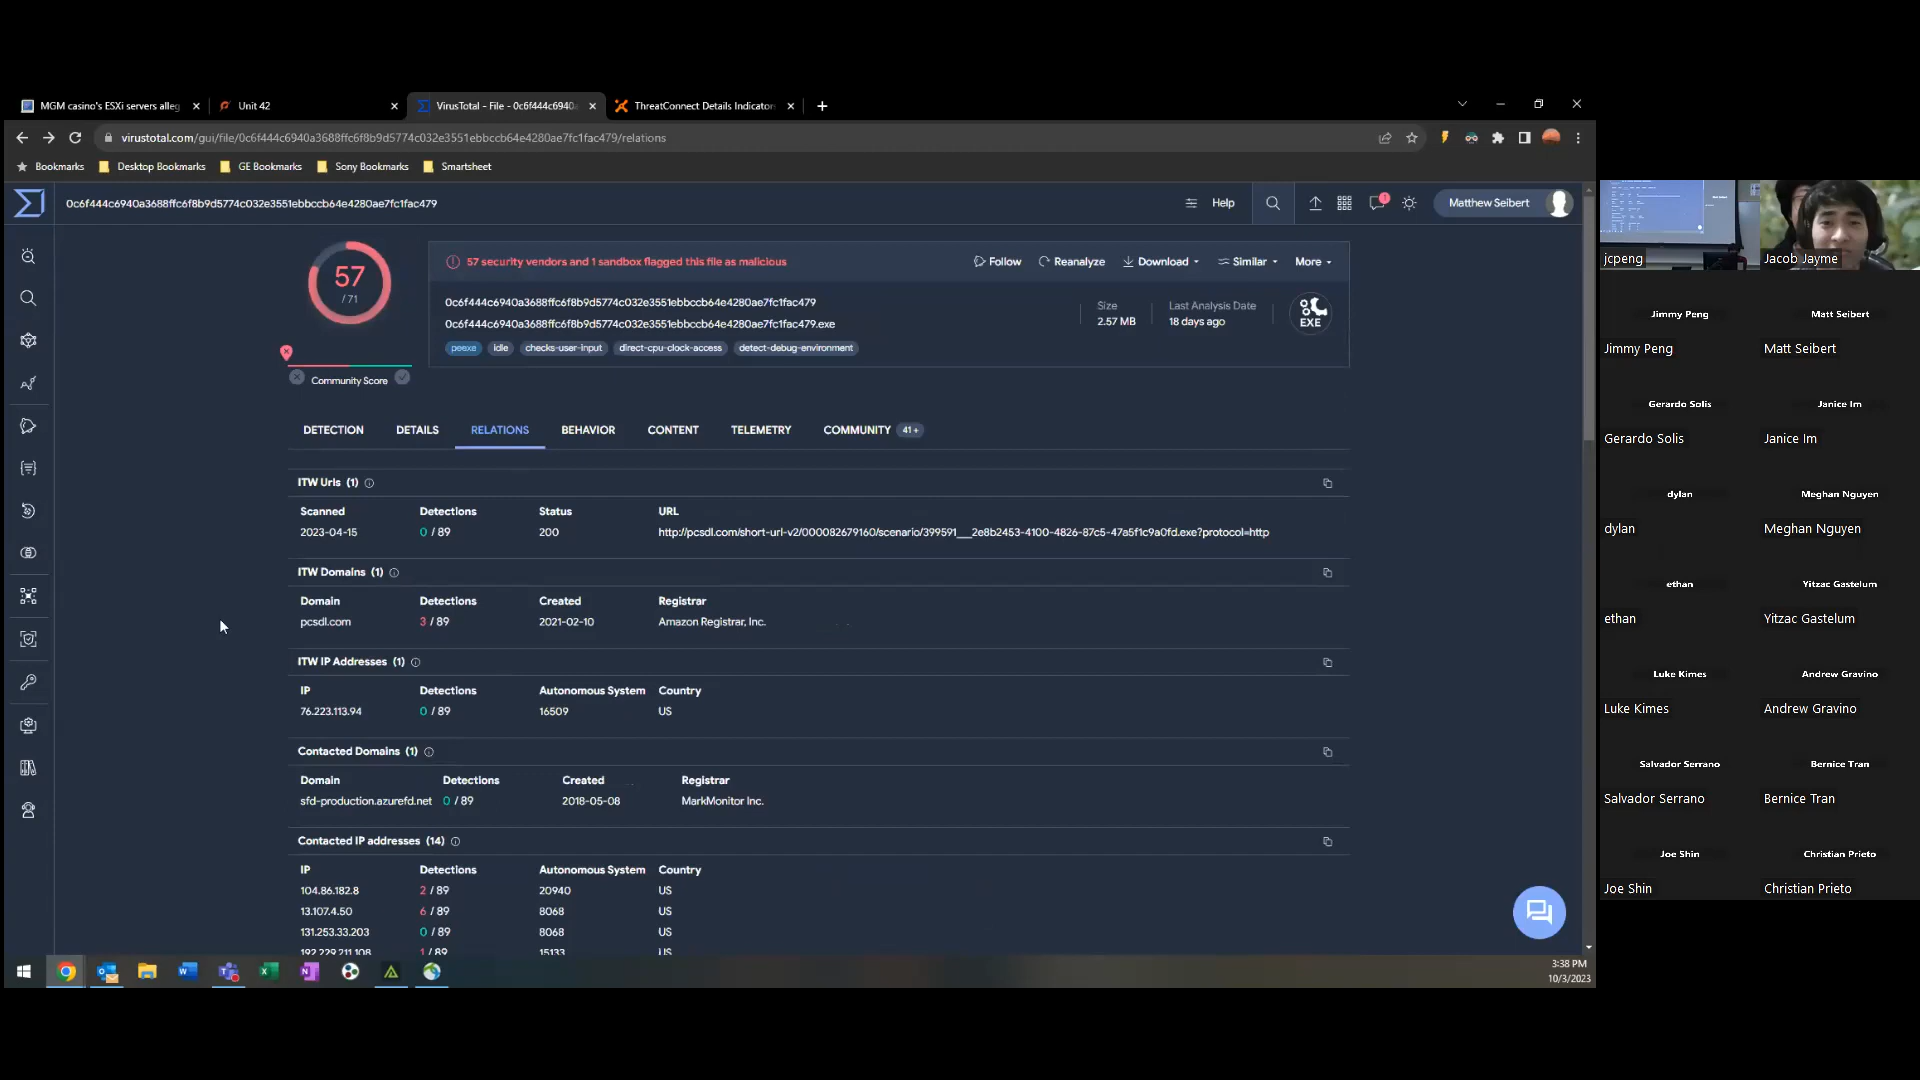 MGM casino's ESXi servers alleg
Unit 42
VirusTotal - File - 0c6f444c6940
ThreatConnect Details Indicator
virustotal.com/gui/file/0c6f444c6940a3688ffc6f8b9d5774c032e3551ebbccb64e4280ae7fc1fac479/relations
Bookmarks
Desktop Bookmarks
GE Bookmarks
Sony Bookmarks
Smartsheet
0c6f444c6940a3688ffc6f8b9d5774c032e3551ebbccb64e4280ae7fc1fac479
Help
Matthew Seibert
57
/ 71
Community Score
57 security vendors and 1 sandbox flagged this file as malicious
Follow
Reanalyze
Download
Similar
More
0c6f444c6940a3688ffc6f8b9d5774c032e3551ebbccb64e4280ae7fc1fac479
0c6f444c6940a3688ffc6f8b9d5774c032e3551ebbccb64e4280ae7fc1fac479.exe
peexe idle checks-user-input direct-cpu-clock-access detect-debug-environment
Size
2.57 MB
Last Analysis Date
18 days ago
EXE
DETECTION DETAILS RELATIONS BEHAVIOR CONTENT TELEMETRY COMMUNITY 41+
ITW Urls (1)
Scanned Detections Status URL
2023-04-15 0 / 89 200 http://pcsdl.com/short-url-v2/000082679160/scenario/399591___2e8b2453-4100-4826-87c5-47a5f1c9a0fd.exe?protocol=http
ITW Domains (1)
Domain Detections Created Registrar
pcsdl.com 3 / 89 2021-02-10 Amazon Registrar, Inc.
ITW IP Addresses (1)
IP Detections Autonomous System Country
76.223.113.94 0 / 89 16509 US
Contacted Domains (1)
Domain Detections Created Registrar
sfd-production.azurefd.net 0 / 89 2018-05-08 MarkMonitor Inc.
Contacted IP addresses (14)
IP Detections Autonomous System Country
104.86.182.8 2 / 89 20940 US
13.107.4.50 6 / 89 8068 US
131.253.33.203 0 / 89 8068 US
192.229.211.108 1 / 89 15133 US
3:38 PM
10/3/2023
jcpeng
Jacob Jayme
Jimmy Peng
Matt Seibert
Jimmy Peng
Matt Seibert
Gerardo Solis
Janice Im
Gerardo Solis
Janice Im
dylan
Meghan Nguyen
dylan
Meghan Nguyen
ethan
Yitzac Gastelum
ethan
Yitzac Gastelum
Luke Kimes
Andrew Gravino
Luke Kimes
Andrew Gravino
Salvador Serrano
Bernice Tran
Salvador Serrano
Bernice Tran
Joe Shin
Christian Prieto
Joe Shin
Christian Prieto